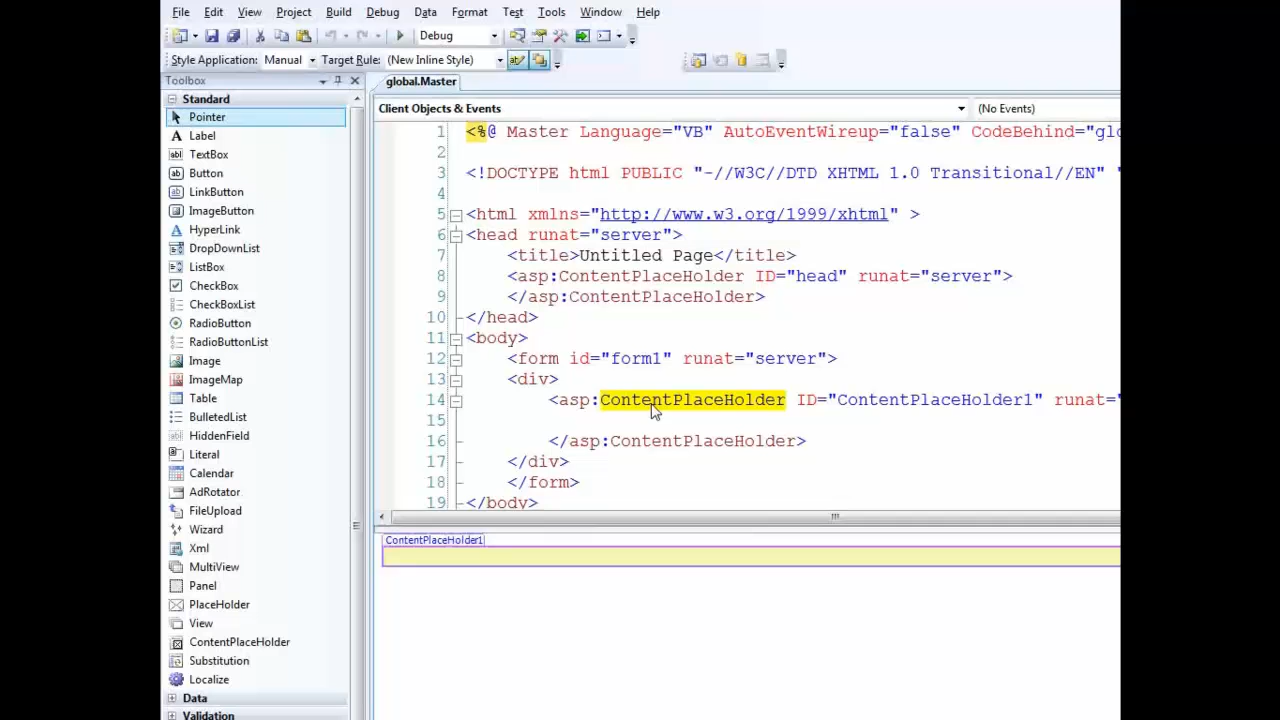 File Edit View Project Build Debug Data Format Test Tools Window Help
Debug
Style Application: Manual Target Rule: (New Inline Style)
Toolbox
global.Master
Standard
Client Objects & Events (No Events)
Pointer
Label
TextBox
Button
LinkButton
ImageButton
HyperLink
DropDownList
ListBox
CheckBox
CheckBoxList
RadioButton
RadioButtonList
Image
ImageMap
Table
BulletedList
HiddenField
Literal
Calendar
AdRotator
FileUpload
Wizard
Xml
MultiView
Panel
PlaceHolder
View
ContentPlaceHolder
Substitution
Localize
Data
Validation
1 <%@ Master Language="VB" AutoEventWireup="false" CodeBehind="glo
2
3 <!DOCTYPE html PUBLIC "-//W3C//DTD XHTML 1.0 Transitional//EN" "
4
5 <html xmlns="http://www.w3.org/1999/xhtml" >
6 <head runat="server">
7 <title>Untitled Page</title>
8 <asp:ContentPlaceHolder ID="head" runat="server">
9 </asp:ContentPlaceHolder>
10 </head>
11 <body>
12 <form id="form1" runat="server">
13 <div>
14 <asp:ContentPlaceHolder ID="ContentPlaceHolder1" runat="
15
16 </asp:ContentPlaceHolder>
17 </div>
18 </form>
19 </body>
ContentPlaceHolder1